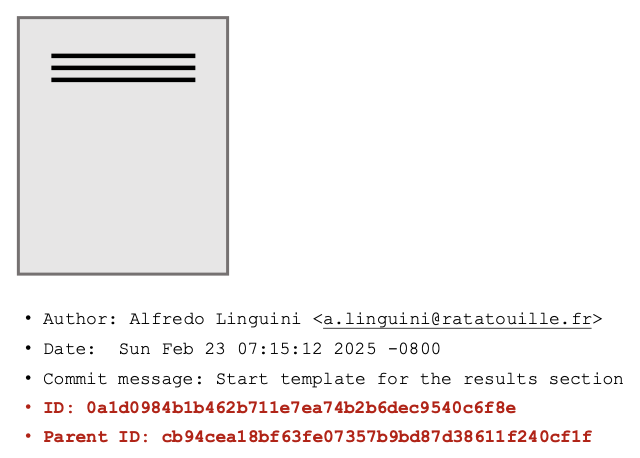 • Author: Alfredo Linguini <a.linguini@ratatouille.fr>
• Date:  Sun Feb 23 07:15:12 2025 -0800
• Commit message: Start template for the results section
• ID: 0a1d0984b1b462b711e7ea74b2b6dec9540c6f8e
• Parent ID: cb94cea18bf63fe07357b9bd87d38611f240cf1f